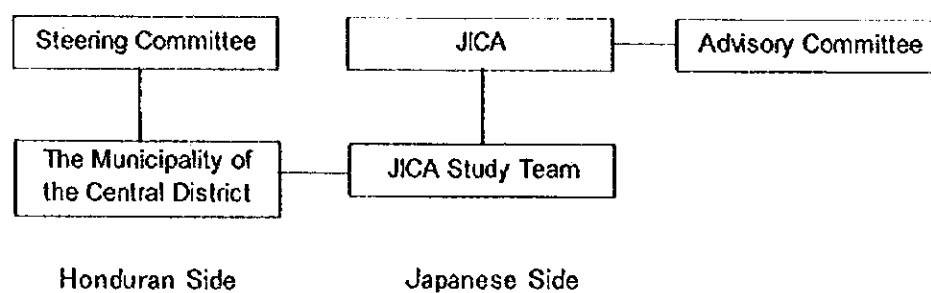 Steering Committee
JICA
Advisory Committee
The Municipality of
the Central District
JICA Study Team
Honduran Side
Japanese Side